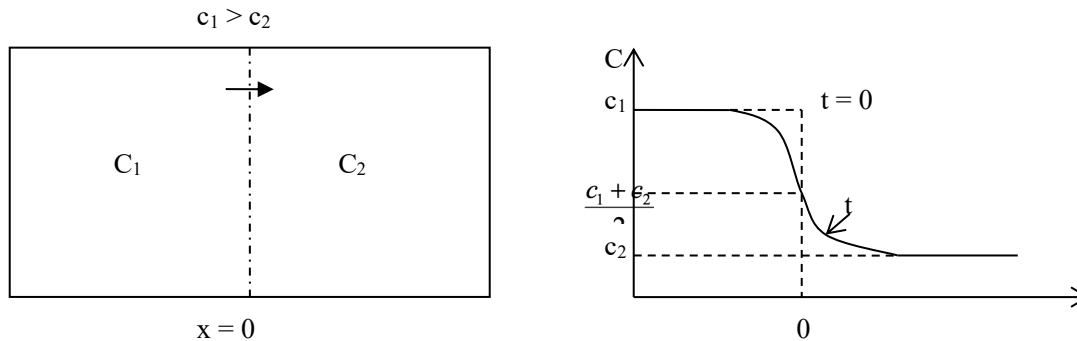 c₁ > c₂
C₁
C₂
x = 0
C
c₁
t = 0
c₁ + c₂
t
c₂
0